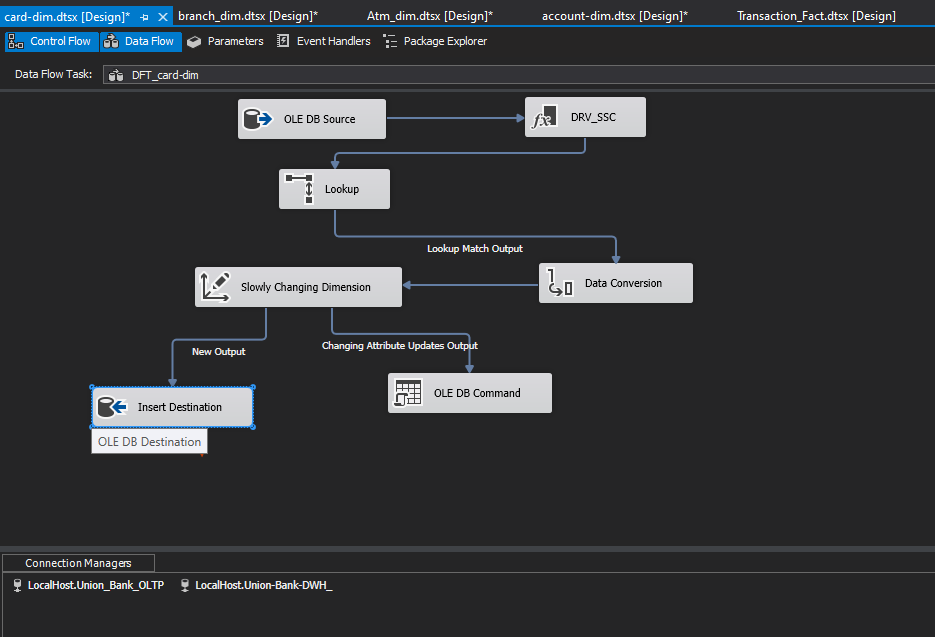 card-dim.dtsx [Design]* branch_dim.dtsx [Design]* Atm_dim.dtsx [Design]* account-dim.dtsx [Design]* Transaction_Fact.dtsx [Design]
Control Flow Data Flow Parameters Event Handlers Package Explorer
Data Flow Task: DFT_card-dim
OLE DB Source DRV_SSC
fx
Lookup
Lookup Match Output
Slowly Changing Dimension Data Conversion
New Output Changing Attribute Updates Output
Insert Destination OLE DB Command
OLE DB Destination
Connection Managers
LocalHost.Union_Bank_OLTP LocalHost.Union-Bank-DWH_